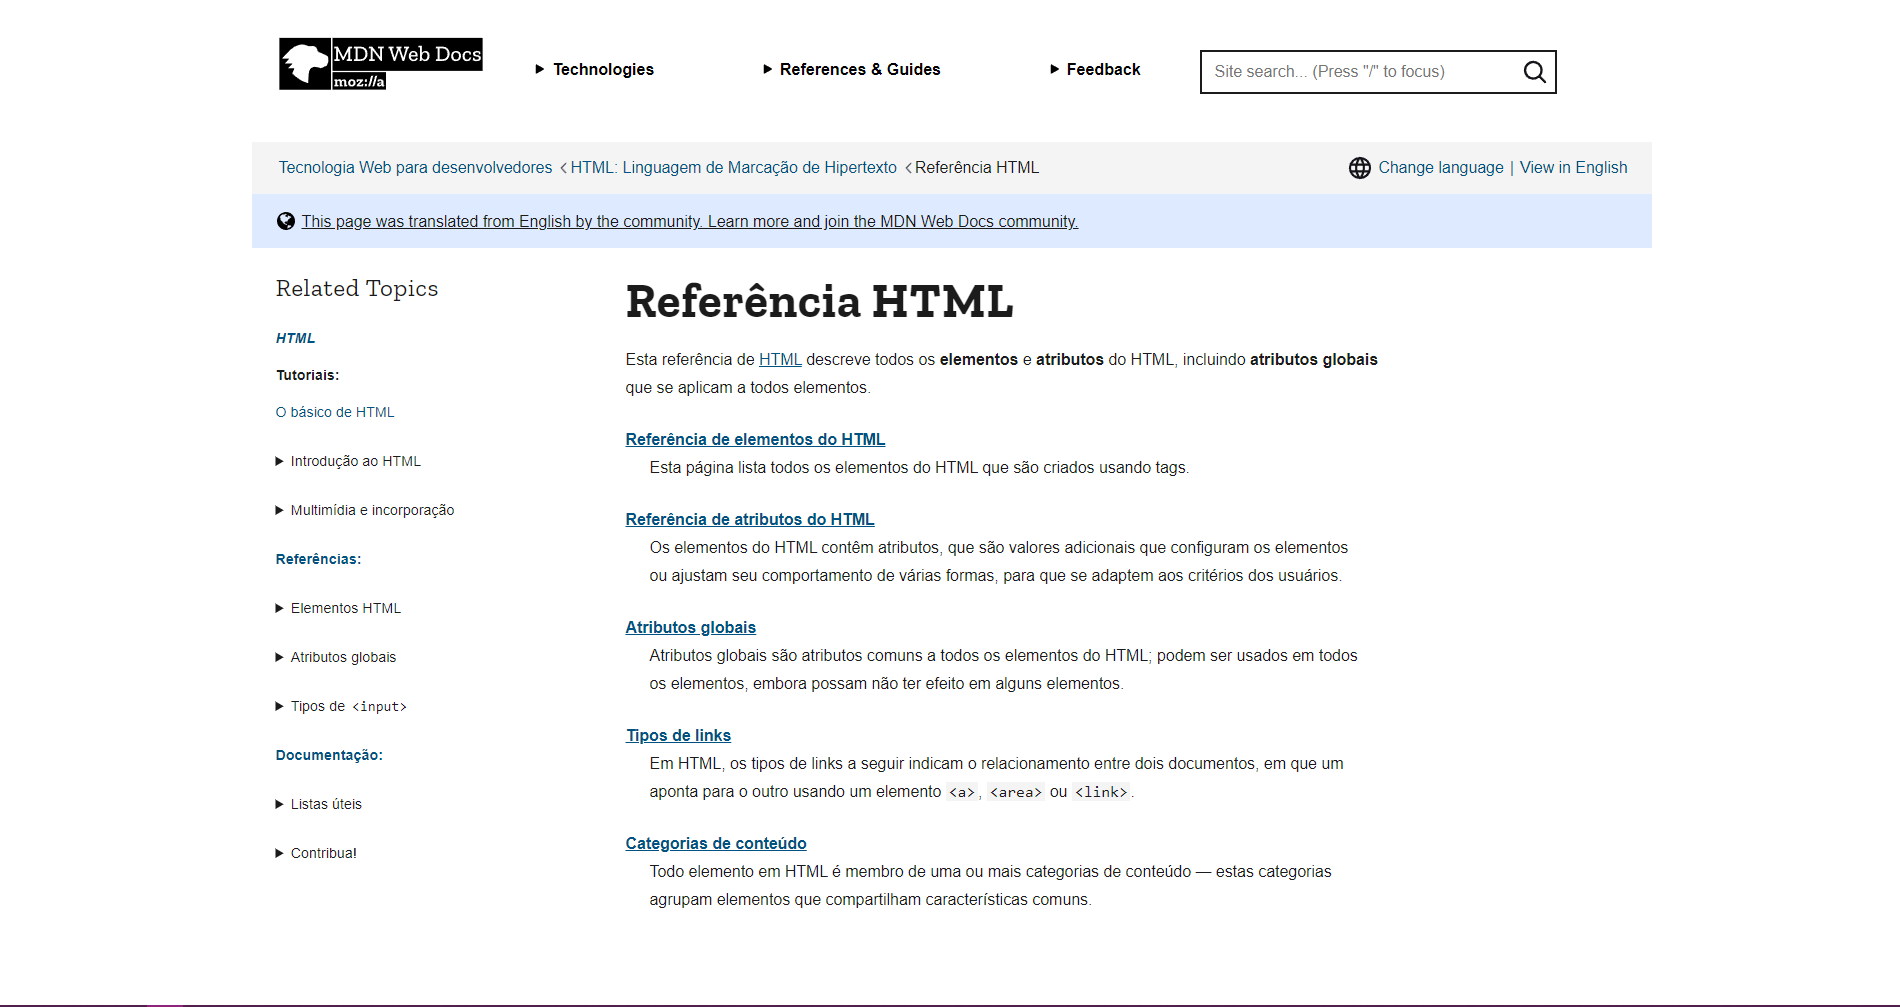 MDN Web Docs
moz://a
Technologies
References & Guides
Feedback
Site search... (Press "/" to focus)
Tecnologia Web para desenvolvedores
HTML: Linguagem de Marcação de Hipertexto
Referência HTML
Change language | View in English
This page was translated from English by the community. Learn more and join the MDN Web Docs community.
Related Topics
HTML
Tutoriais:
O básico de HTML
Introdução ao HTML
Multimídia e incorporação
Referências:
Elementos HTML
Atributos globais
Tipos de <input>
Documentação:
Listas úteis
Contribua!
Referência HTML
Esta referência de HTML descreve todos os elementos e atributos do HTML, incluindo atributos globais
que se aplicam a todos elementos.
Referência de elementos do HTML
Esta página lista todos os elementos do HTML que são criados usando tags.
Referência de atributos do HTML
Os elementos do HTML contêm atributos, que são valores adicionais que configuram os elementos
ou ajustam seu comportamento de várias formas, para que se adaptem aos critérios dos usuários.
Atributos globais
Atributos globais são atributos comuns a todos os elementos do HTML; podem ser usados em todos
os elementos, embora possam não ter efeito em alguns elementos.
Tipos de links
Em HTML, os tipos de links a seguir indicam o relacionamento entre dois documentos, em que um
aponta para o outro usando um elemento <a>, <area> ou <link>.
Categorias de conteúdo
Todo elemento em HTML é membro de uma ou mais categorias de conteúdo — estas categorias
agrupam elementos que compartilham características comuns.